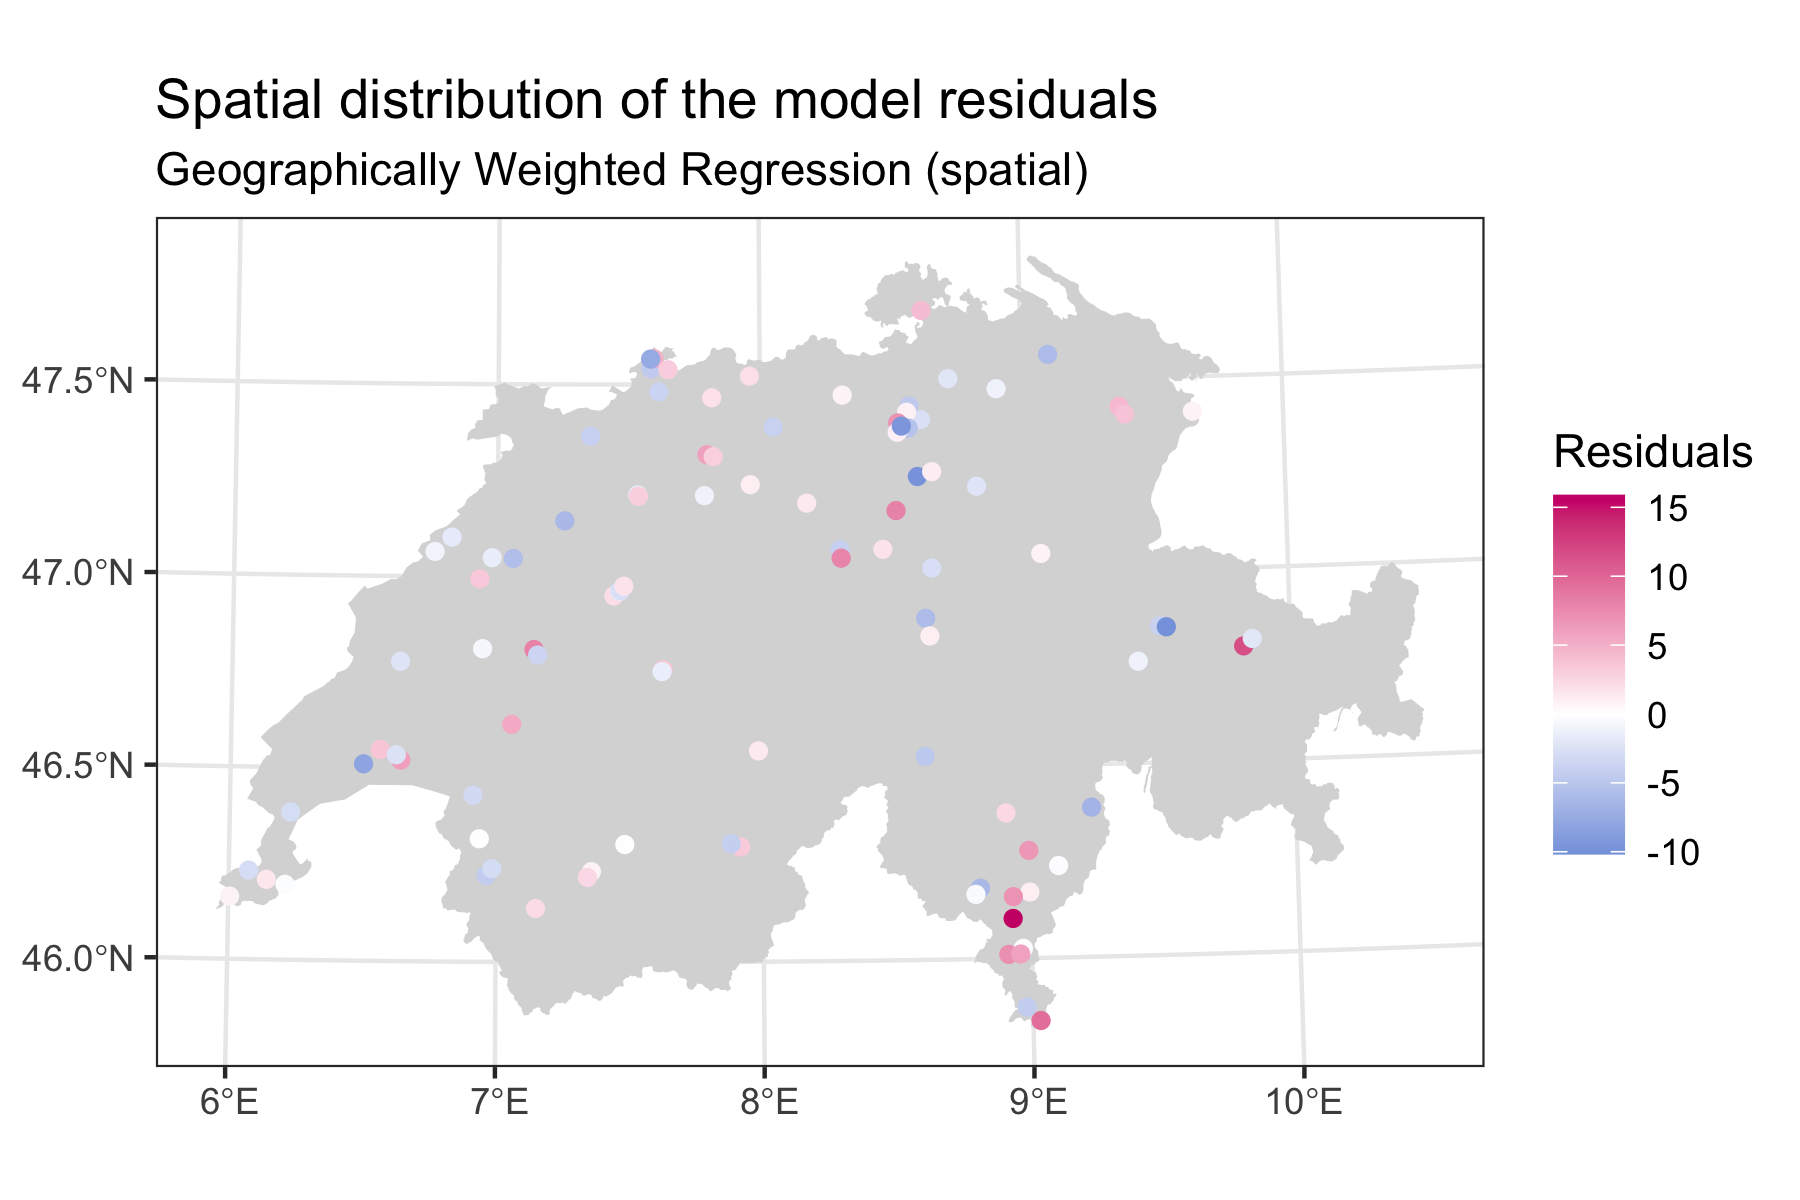 Spatial distribution of the model residuals
Geographically Weighted Regression (spatial)
47.5°N
47.0°N
46.5°N
46.0°N
6°E
7°E
8°E
9°E
10°E
Residuals
15
10
5
0
-5
-10